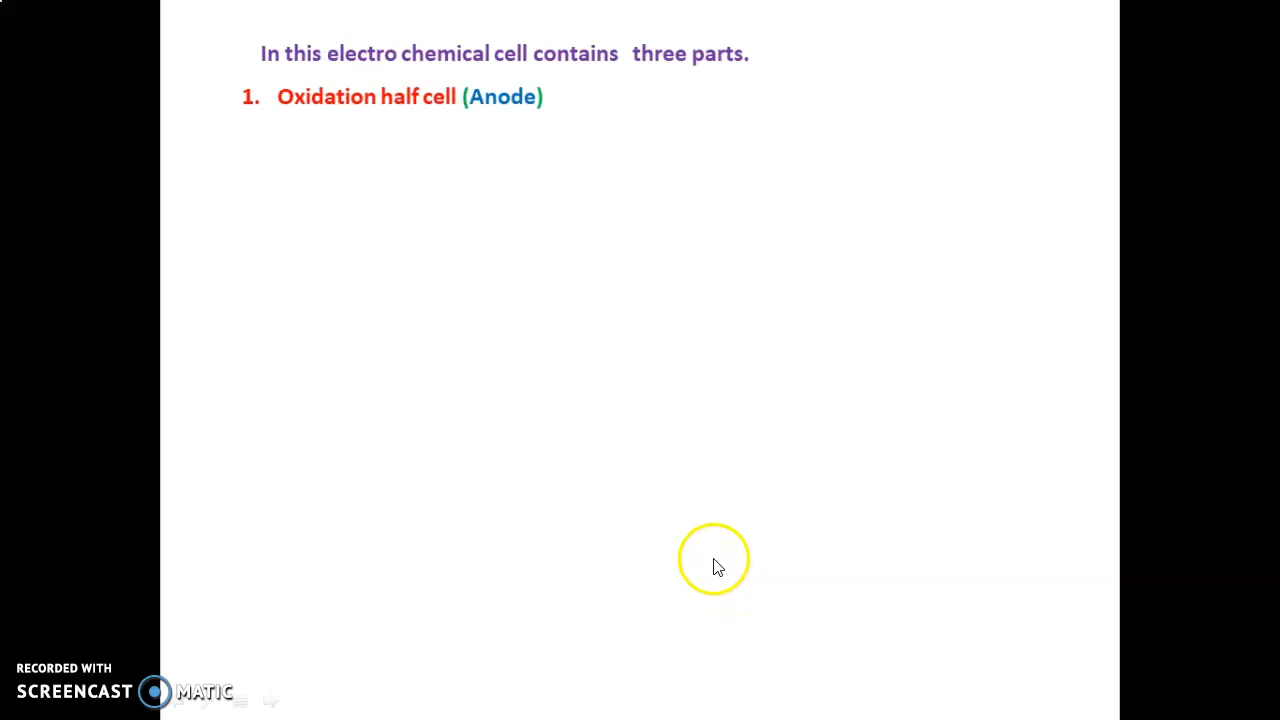 In this electro chemical cell contains three parts.
1. Oxidation half cell (Anode)
RECORDED WITH
SCREENCAST MATIC